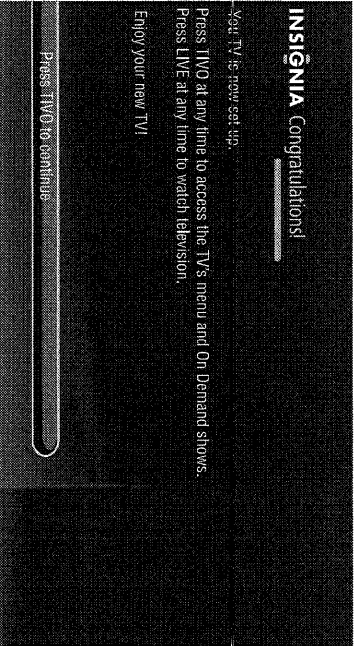 INSIGNIA Congratulations!
Your TV is now set up.
Press TIVO at any time to access the TV's menu and On Demand shows.
Press LIVE at any time to watch television.
Enjoy your new TV!
Press TIVO to continue